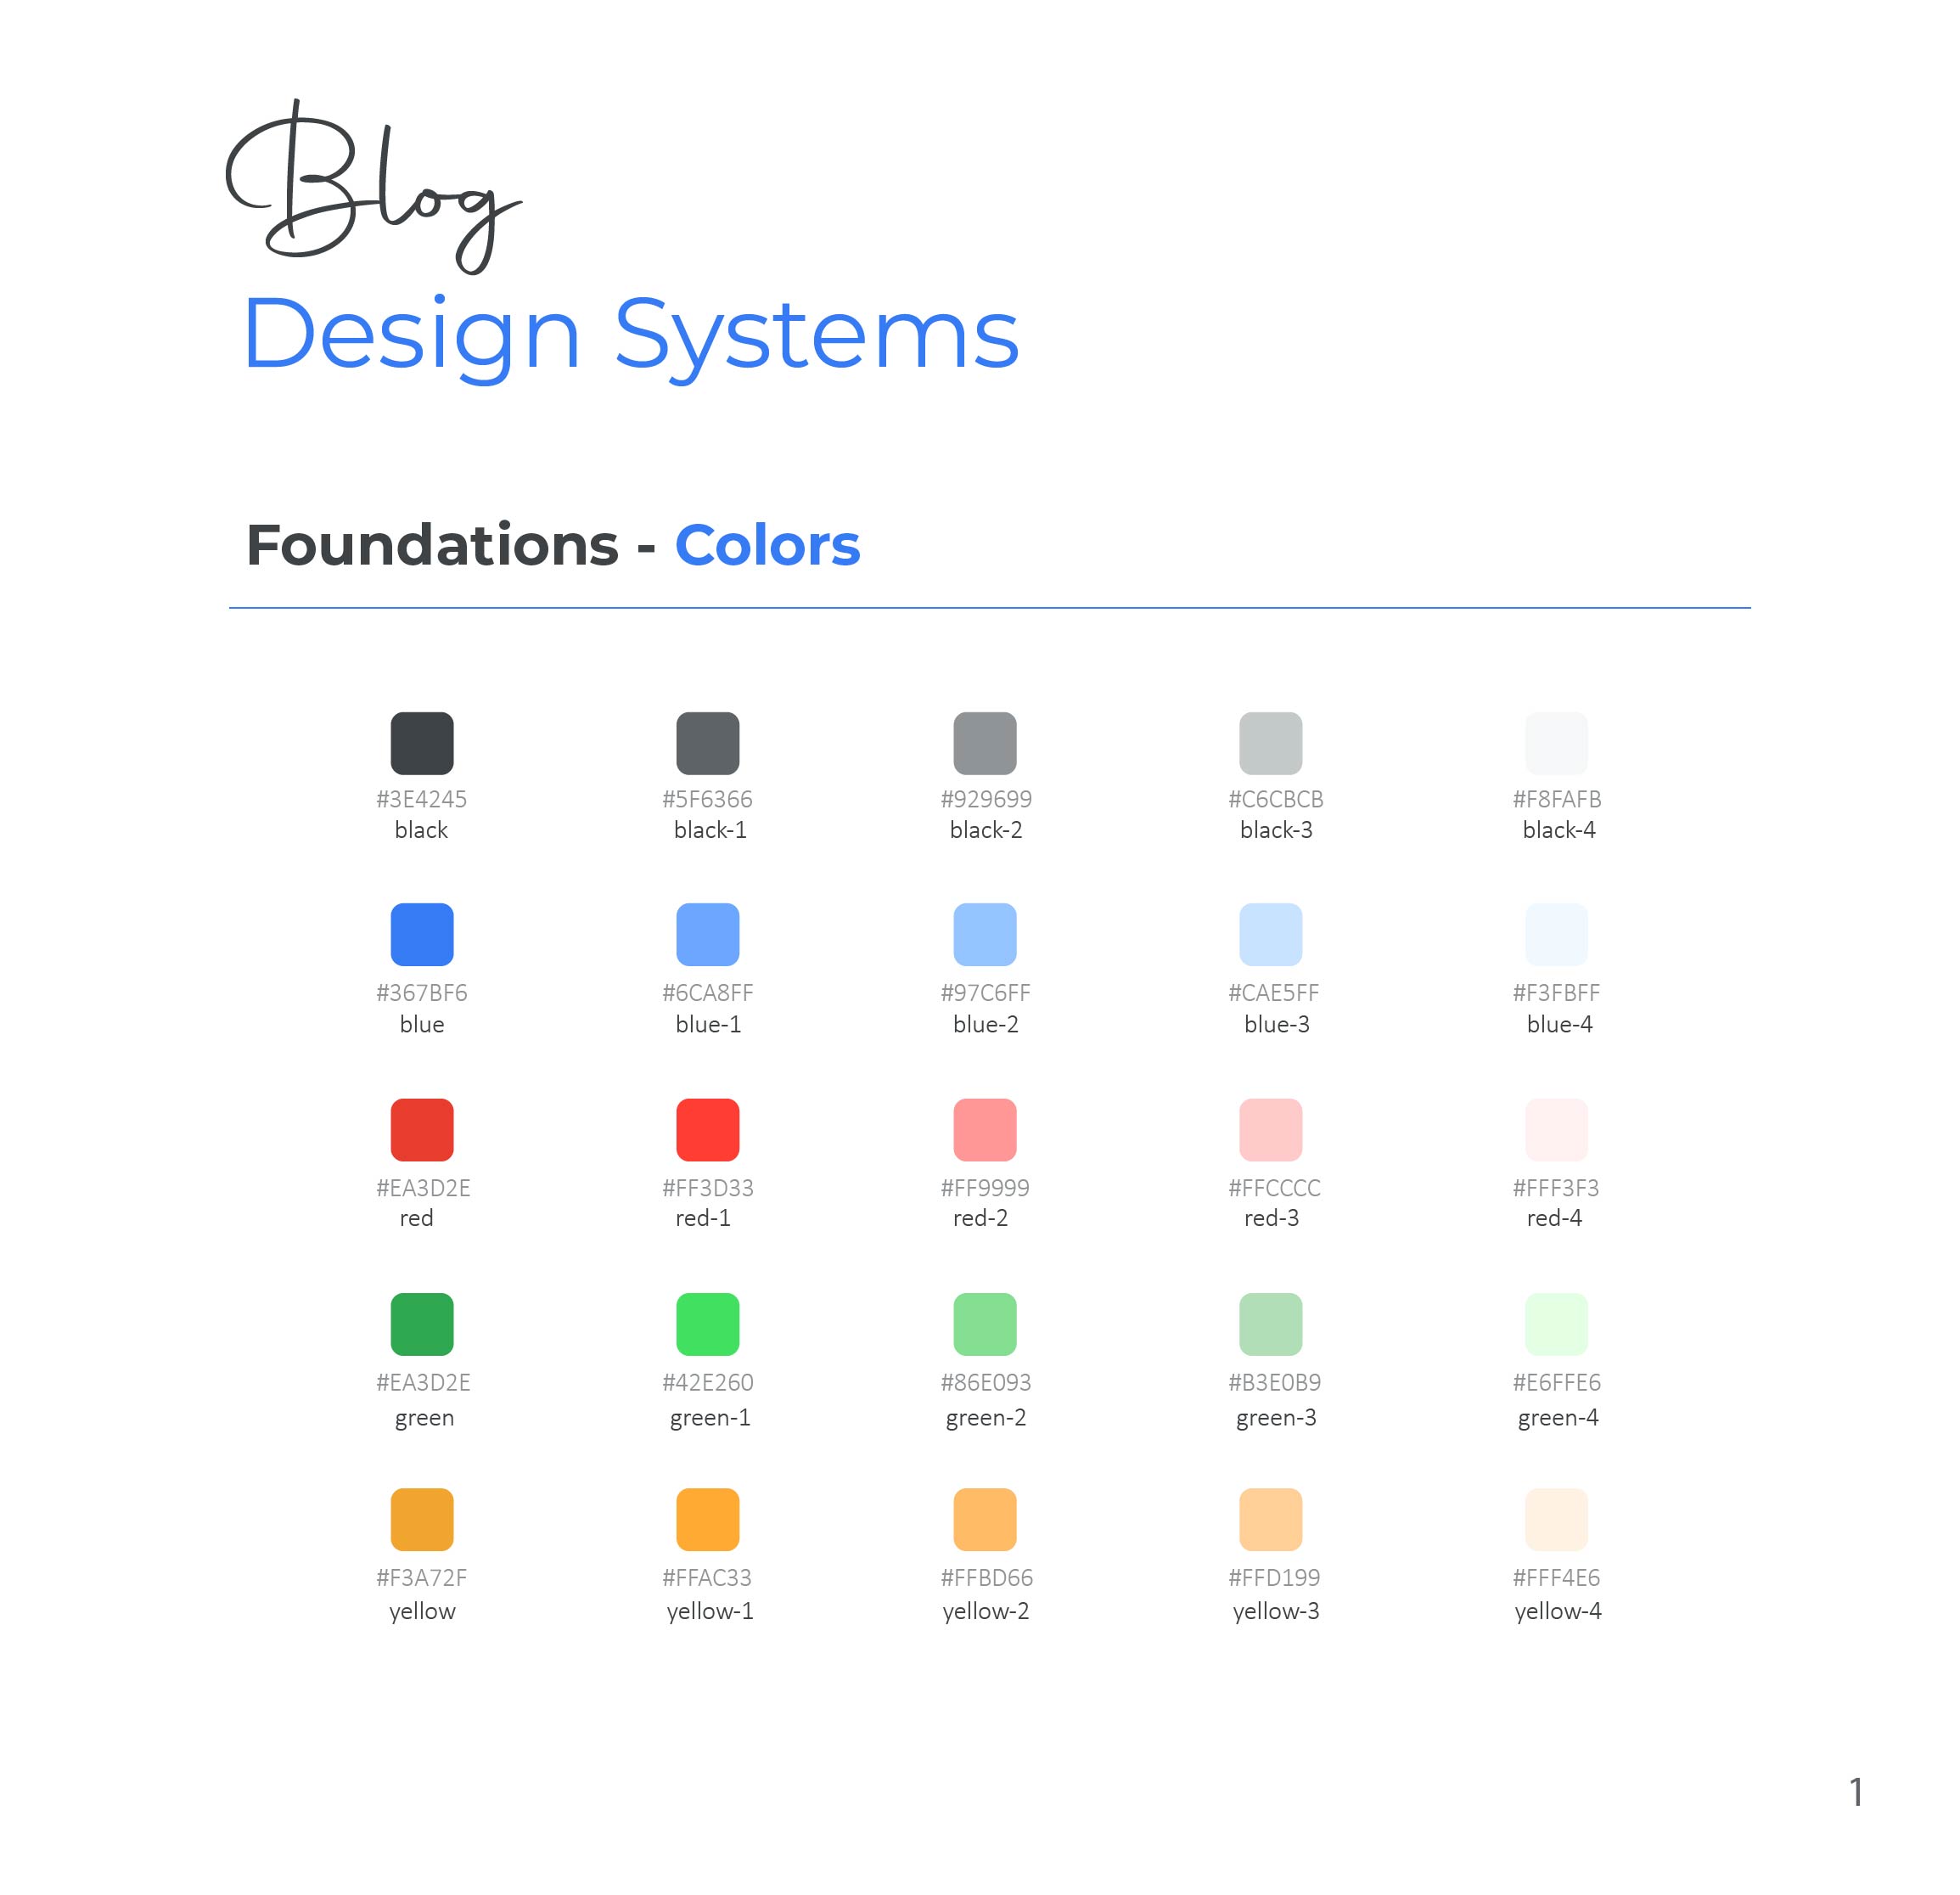 Blog
Design Systems
Foundations - Colors
#3E4245 #5F6366 #929699 #C6CBCB #F8FAFB
black black-1 black-2 black-3 black-4
#367BF6 #6CA8FF #97C6FF #CAE5FF #F3FBFF
blue blue-1 blue-2 blue-3 blue-4
#EA3D2E #FF3D33 #FF9999 #FFCCCC #FFF3F3
red red-1 red-2 red-3 red-4
#EA3D2E #42E260 #86E093 #B3E0B9 #E6FFE6
green green-1 green-2 green-3 green-4
#F3A72F #FFAC33 #FFBD66 #FFD199 #FFF4E6
yellow yellow-1 yellow-2 yellow-3 yellow-4
1